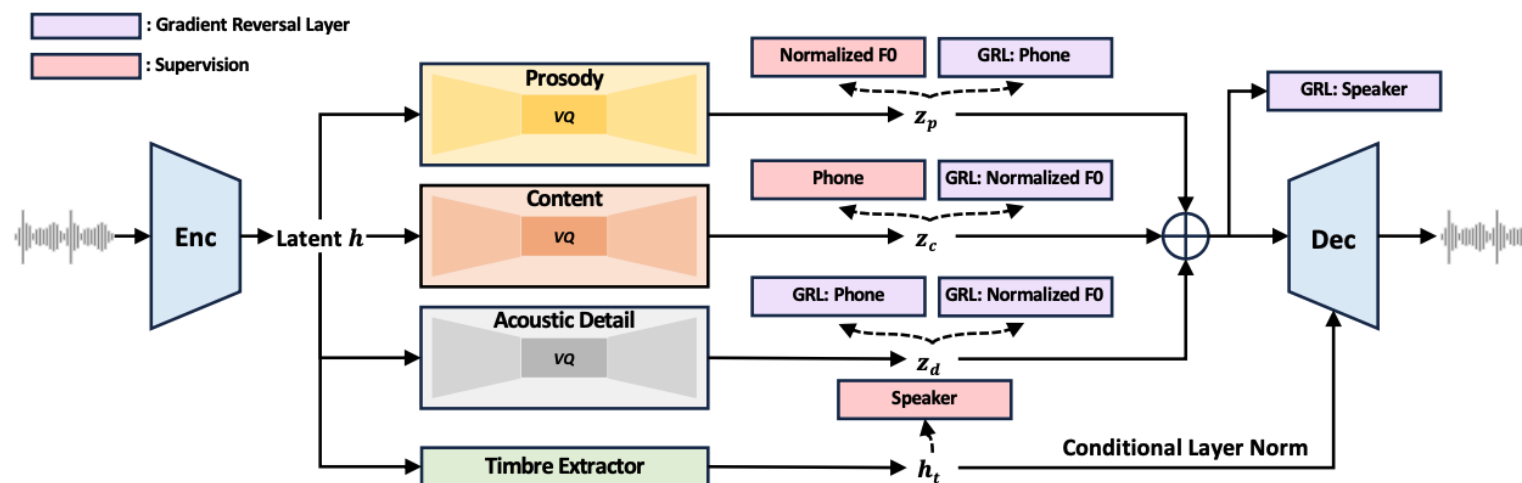 : Gradient Reversal Layer
: Supervision
Prosody
VQ
Normalized F0
GRL: Phone
z_p
GRL: Speaker
Content
VQ
Phone
GRL: Normalized F0
z_c
Enc
Latent h
Dec
Acoustic Detail
VQ
GRL: Phone
GRL: Normalized F0
z_d
Speaker
Timbre Extractor
h_t
Conditional Layer Norm